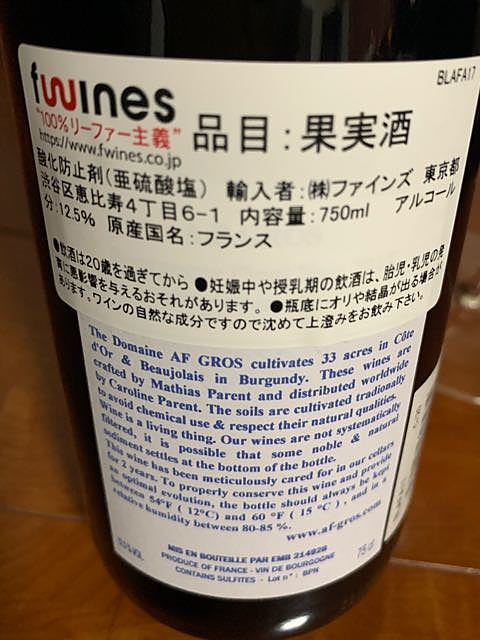 BLAFA17
fwines
"100%リーファー主義"
https://www.fwines.co.jp
品目:果実酒
酸化防止剤(亜硫酸塩) 輸入者:㈱ファインズ 東京都
渋谷区恵比寿4丁目6-1 内容量:750ml アルコール
分:12.5% 原産国名:フランス
●飲酒は20歳を過ぎてから ●妊娠中や授乳期の飲酒は、胎児・乳児の発
育に悪影響を与えるおそれがあります。 ●瓶底にオリや結晶が出る場合が
あります。ワインの自然な成分ですので沈めて上澄みをお飲み下さい。
The Domaine AF GROS cultivates 33 acres in Côte
d'Or & Beaujolais in Burgundy. These wines are
crafted by Mathias Parent and distributed worldwide
by Caroline Parent. The soils are cultivated tradionally
to avoid chemical use & respect their natural qualities.
Wine is a living thing. Our wines are not systematically
filtered, it is possible that some noble & natural
sediment settles at the bottom of the bottle.
This wine has been meticulously cared for in our cellars
for 2 years. To properly conserve this wine and provide
an optimal evolution, the bottle should always be kept
between 54°F ( 12°C) and 60 °F ( 15 °C ) , and in a
relative humidity between 80-85 %.
www.af-gros.com
MIS EN BOUTEILLE PAR EMB 21492B
PRODUCE OF FRANCE - VIN DE BOURGOGNE
CONTAINS SULFITES - Lot n° : BPN
75 cl